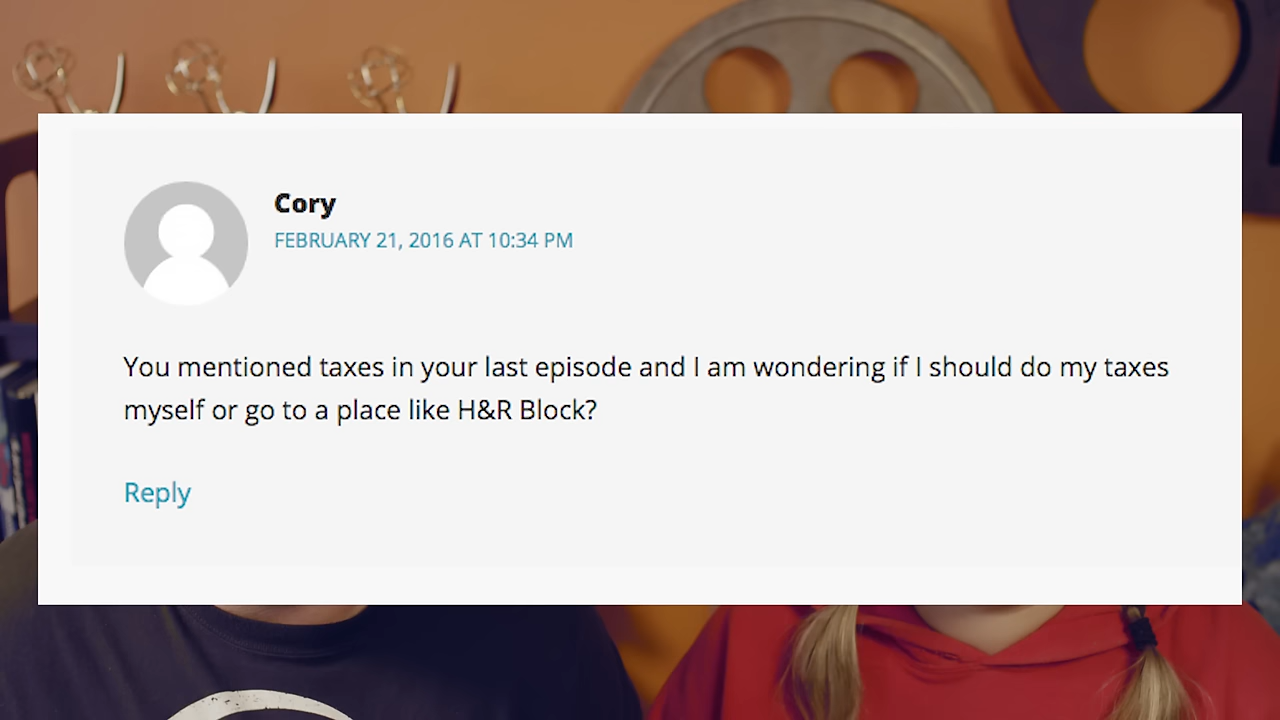 Cory
FEBRUARY 21, 2016 AT 10:34 PM
You mentioned taxes in your last episode and I am wondering if I should do my taxes
myself or go to a place like H&R Block?
Reply